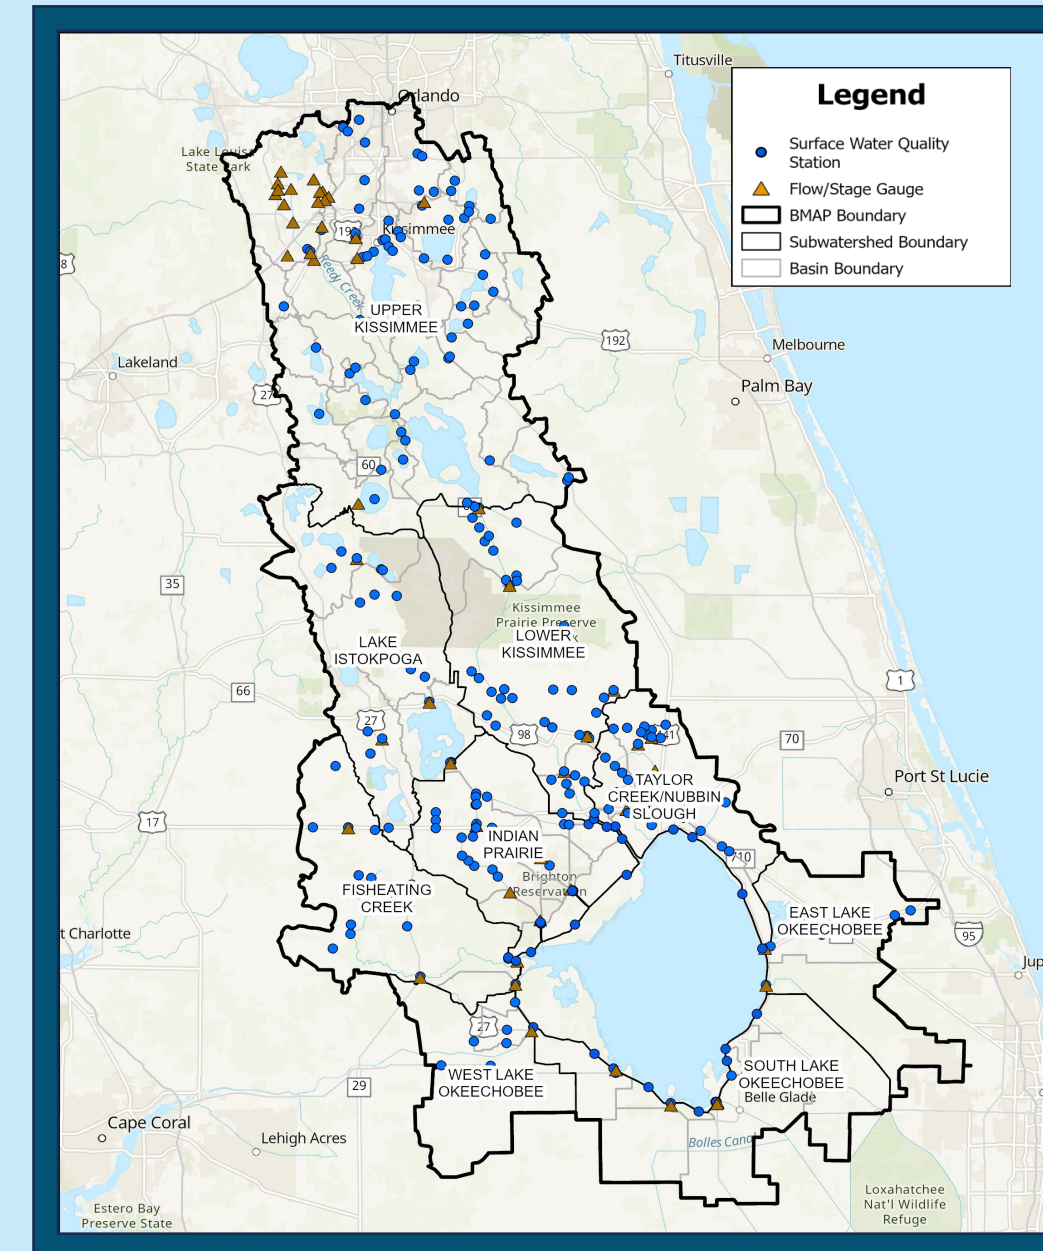 Titusville
Legend
Surface Water Quality
Station
Flow/Stage Gauge
BMAP Boundary
Subwatershed Boundary
Basin Boundary
Orlando
Lake Louisa
State Park
Kissimmee
8
Reedy Creek
UPPER
KISSIMMEE
192
Melbourne
Lakeland
Palm Bay
27
60
35
Kissimmee
Prairie Preserve
LOWER
KISSIMMEE
LAKE
ISTOKPOGA
1
66
27
98
441
70
Port St Lucie
TAYLOR
CREEK/NUBBIN
SLOUGH
17
INDIAN
PRAIRIE
710
Brighton
Reservation
FISHEATING
CREEK
EAST LAKE
OKEECHOBEE
t Charlotte
95
Jup
27
WEST LAKE
OKEECHOBEE
SOUTH LAKE
OKEECHOBEE
Belle Glade
29
Cape Coral
Lehigh Acres
Bolles Canal
Loxahatchee
Nat'l Wildlife
Refuge
Estero Bay
Preserve State